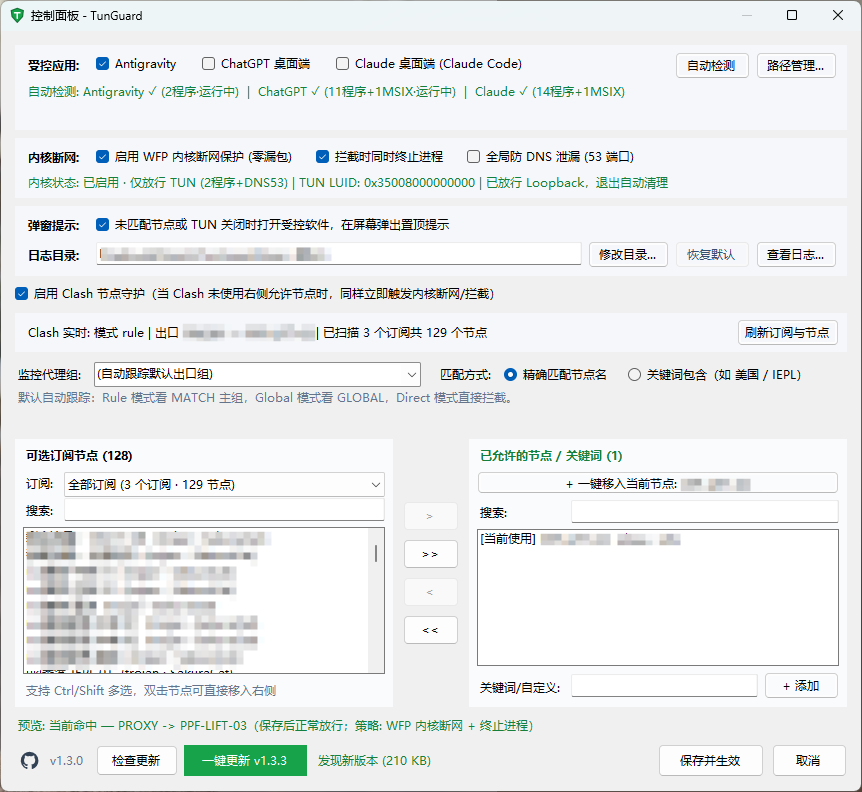 控制面板 - TunGuard
受控应用: Antigravity ChatGPT 桌面端 Claude 桌面端 (Claude Code) 自动检测 路径管理...
自动检测: Antigravity ✓ (2程序·运行中) | ChatGPT ✓ (11程序+1MSIX·运行中) | Claude ✓ (14程序+1MSIX)
内核断网: 启用 WFP 内核断网保护 (零漏包) 拦截时同时终止进程 全局防 DNS 泄漏 (53 端口)
内核状态: 已启用 · 仅放行 TUN (2程序+DNS53) | TUN LUID: 0x35008000000000 | 已放行 Loopback，退出自动清理
弹窗提示: 未匹配节点或 TUN 关闭时打开受控软件，在屏幕弹出置顶提示
日志目录: 修改目录... 恢复默认 查看日志...
启用 Clash 节点守护（当 Clash 未使用右侧允许节点时，同样立即触发内核断网/拦截）
Clash 实时: 模式 rule | 出口 | 已扫描 3 个订阅共 129 个节点 刷新订阅与节点
监控代理组: (自动跟踪默认出口组) 匹配方式: 精确匹配节点名 关键词包含（如 美国 / IEPL）
默认自动跟踪：Rule 模式看 MATCH 主组，Global 模式看 GLOBAL，Direct 模式直接拦截。
可选订阅节点 (128)
订阅: 全部订阅 (3 个订阅 · 129 节点)
搜索:
支持 Ctrl/Shift 多选，双击节点可直接移入右侧
>
>>
<
<<
已允许的节点 / 关键词 (1)
+ 一键移入当前节点:
搜索:
[当前使用]
关键词/自定义: + 添加
预览: 当前命中 — PROXY -> PPF-LIFT-03（保存后正常放行；策略: WFP 内核断网 + 终止进程）
v1.3.0 检查更新 一键更新 v1.3.3 发现新版本 (210 KB) 保存并生效 取消